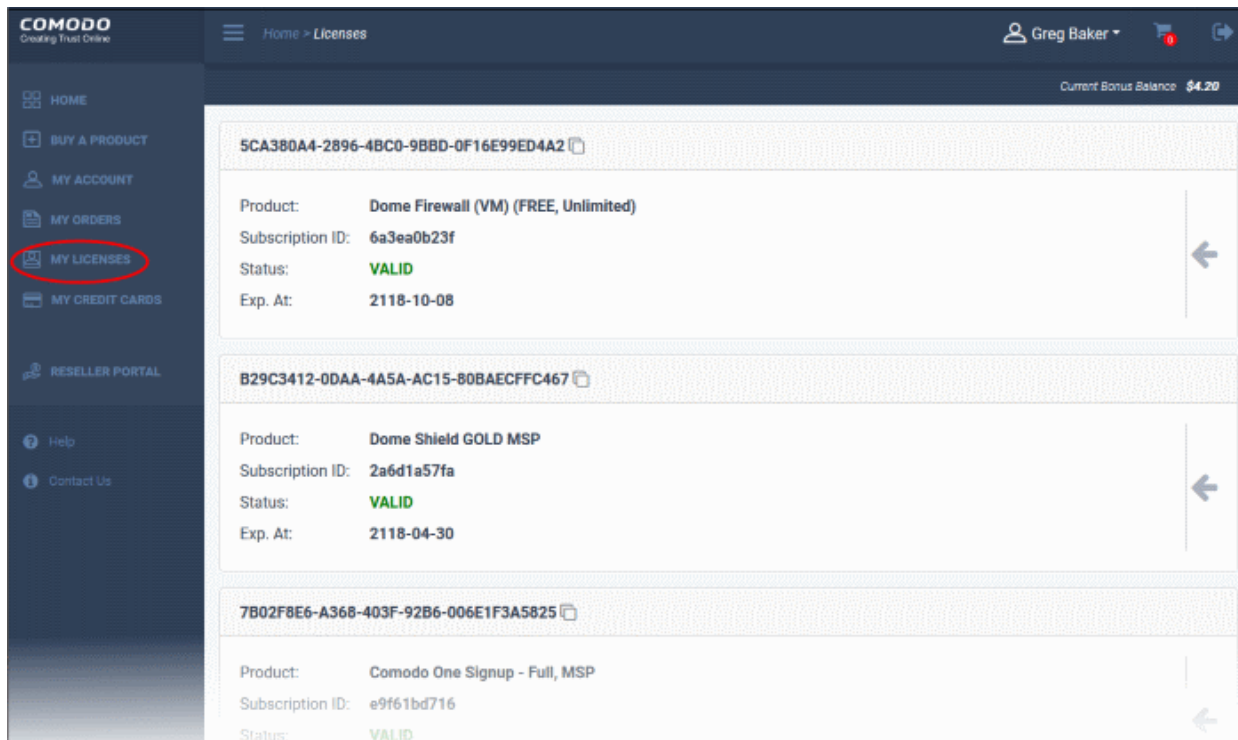 COMODO
Creating Trust Online
Home > Licenses
Greg Baker
0
Current Bonus Balance $4.20
HOME
BUY A PRODUCT
MY ACCOUNT
MY ORDERS
MY LICENSES
MY CREDIT CARDS
RESELLER PORTAL
Help
Contact Us
5CA380A4-2896-4BC0-9BBD-0F16E99ED4A2
Product: Dome Firewall (VM) (FREE, Unlimited)
Subscription ID: 6a3ea0b23f
Status: VALID
Exp. At: 2118-10-08
B29C3412-0DAA-4A5A-AC15-80BAECFFC467
Product: Dome Shield GOLD MSP
Subscription ID: 2a6d1a57fa
Status: VALID
Exp. At: 2118-04-30
7B02F8E6-A368-403F-92B6-006E1F3A5825
Product: Comodo One Signup - Full, MSP
Subscription ID: e9f61bd716
Status: VALID